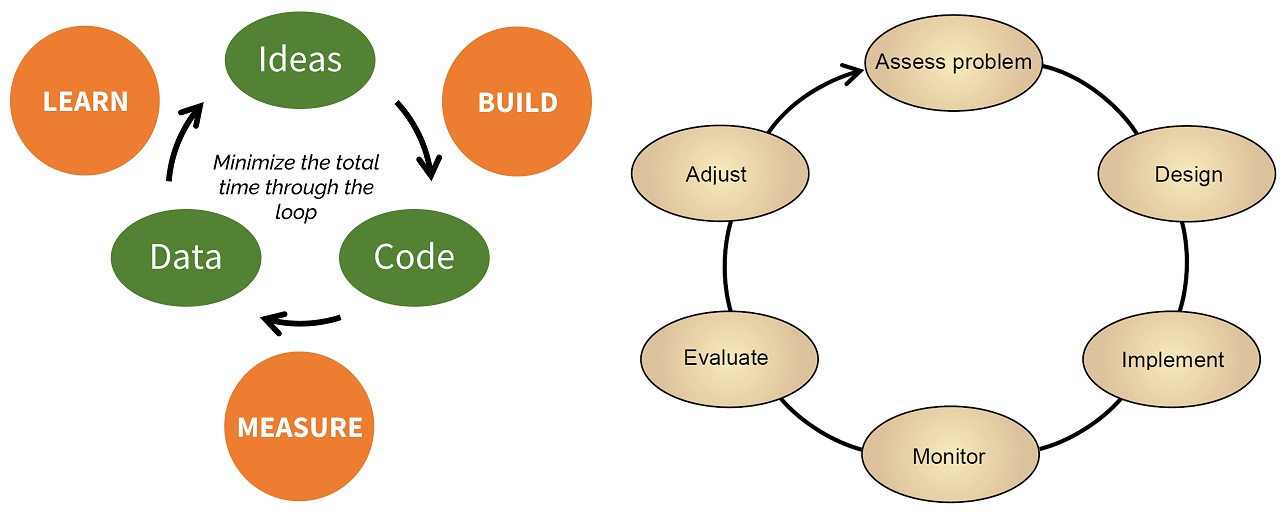 Ideas
LEARN
BUILD
Minimize the total
time through the
loop
Data
Code
MEASURE
Assess problem
Design
Implement
Monitor
Evaluate
Adjust